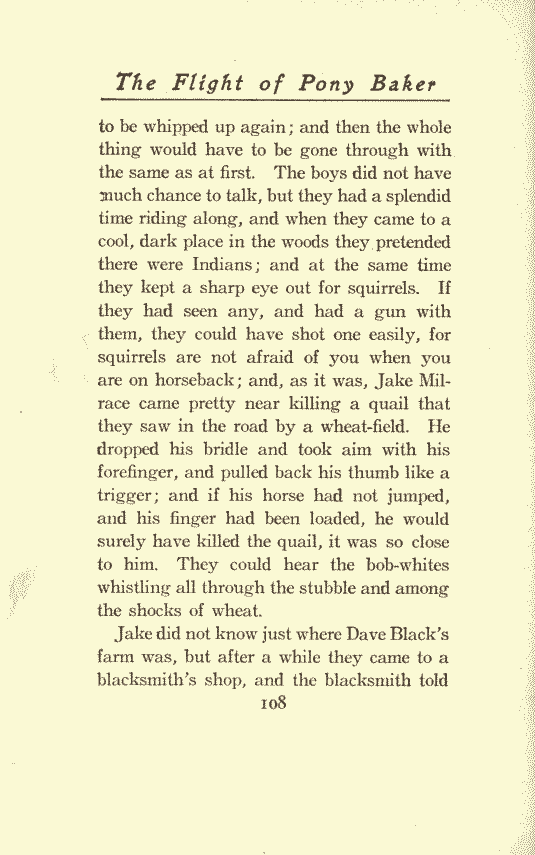 The Flight of Pony Baker
to be whipped up again; and then the whole
thing would have to be gone through with
the same as at first. The boys did not have
much chance to talk, but they had a splendid
time riding along, and when they came to a
cool, dark place in the woods they pretended
there were Indians; and at the same time
they kept a sharp eye out for squirrels. If
they had seen any, and had a gun with
them, they could have shot one easily, for
squirrels are not afraid of you when you
are on horseback; and, as it was, Jake Mil-
race came pretty near killing a quail that
they saw in the road by a wheat-field. He
dropped his bridle and took aim with his
forefinger, and pulled back his thumb like a
trigger; and if his horse had not jumped,
and his finger had been loaded, he would
surely have killed the quail, it was so close
to him. They could hear the bob-whites
whistling all through the stubble and among
the shocks of wheat.
Jake did not know just where Dave Black's
farm was, but after a while they came to a
blacksmith's shop, and the blacksmith told
108